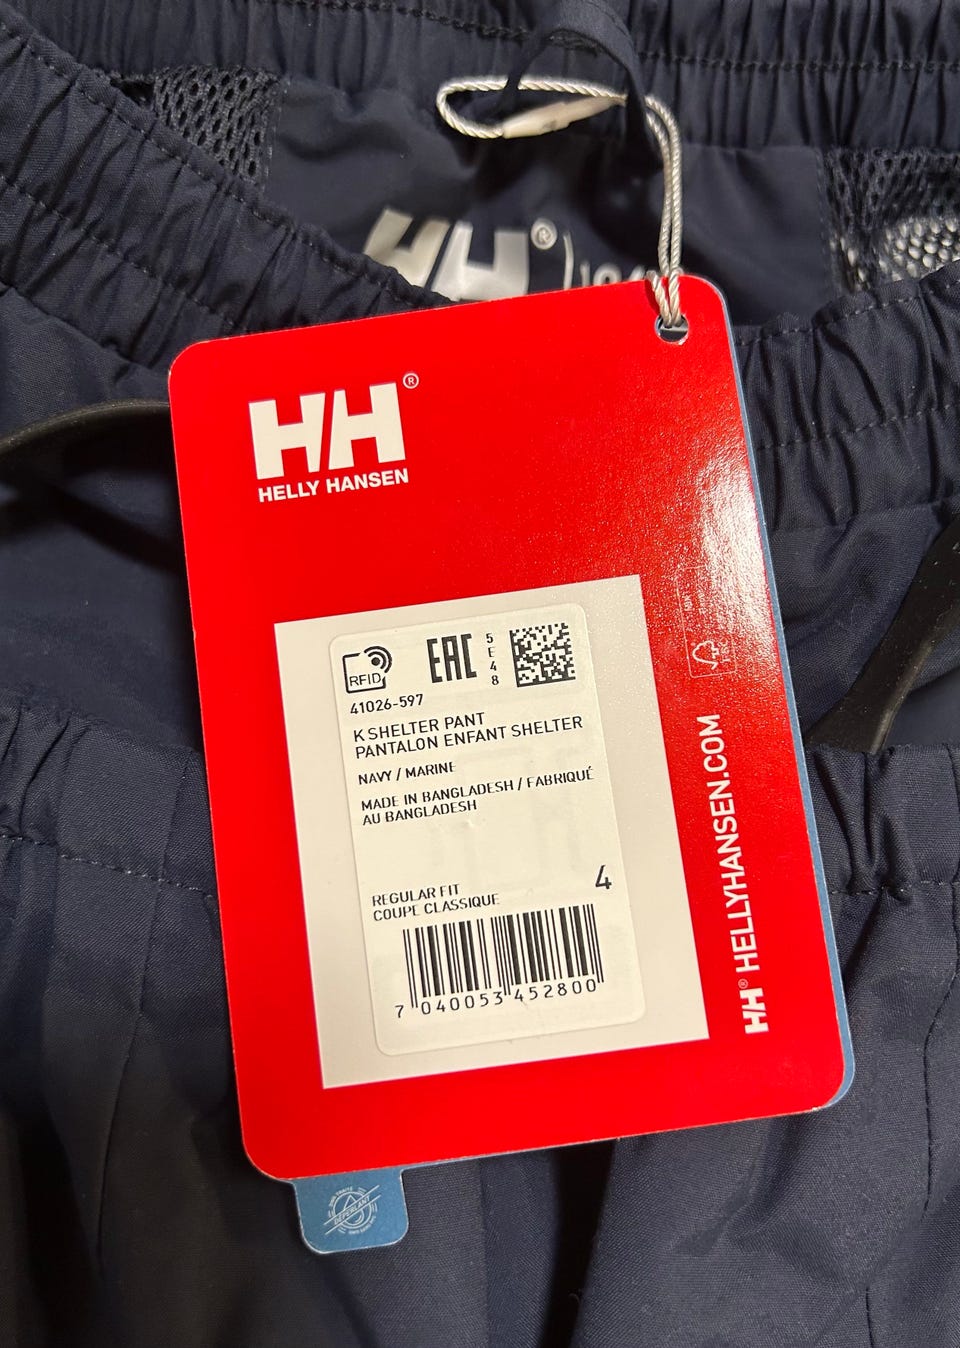 HH®
HH®
HELLY HANSEN
RFID
EAC
5
E
4
8
41026-597
K SHELTER PANT
PANTALON ENFANT SHELTER
NAVY / MARINE
MADE IN BANGLADESH / FABRIQUÉ
AU BANGLADESH
REGULAR FIT
4
COUPE CLASSIQUE
7 040053 452800
HH® HELLYHANSEN.COM
DÉPERLANT